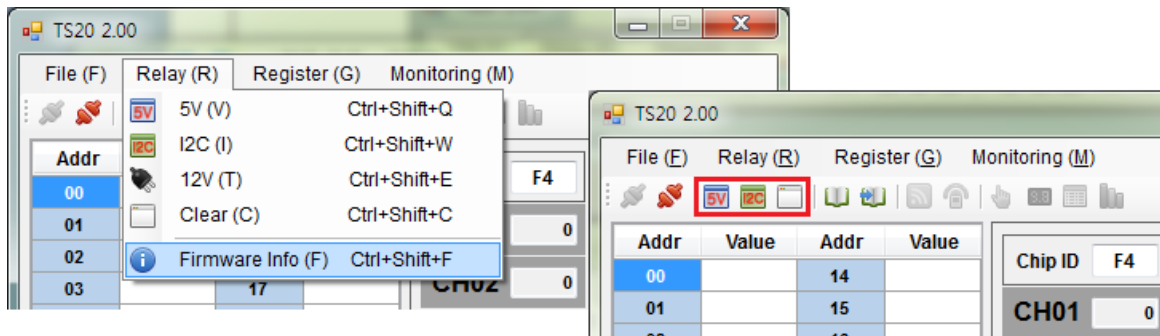 TS20 2.00
File (F) Relay (R) Register (G) Monitoring (M)
5V 5V (V) Ctrl+Shift+Q
I2C I2C (I) Ctrl+Shift+W
12V (T) Ctrl+Shift+E
Clear (C) Ctrl+Shift+C
Firmware Info (F) Ctrl+Shift+F
Addr
00
01
02
03
17
F4
0
CH02 0
TS20 2.00
File (F) Relay (R) Register (G) Monitoring (M)
5V I2C 8.8
Addr Value Addr Value
00 14
01 15
Chip ID F4
CH01 0